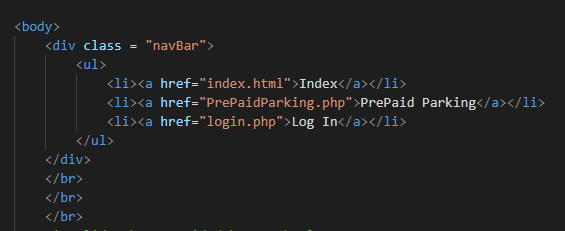 <body>
<div class = "navBar">
<ul>
<li><a href="index.html">Index</a></li>
<li><a href="PrePaidParking.php">PrePaid Parking</a></li>
<li><a href="login.php">Log In</a></li>
</ul>
</div>
</br>
</br>
</br>